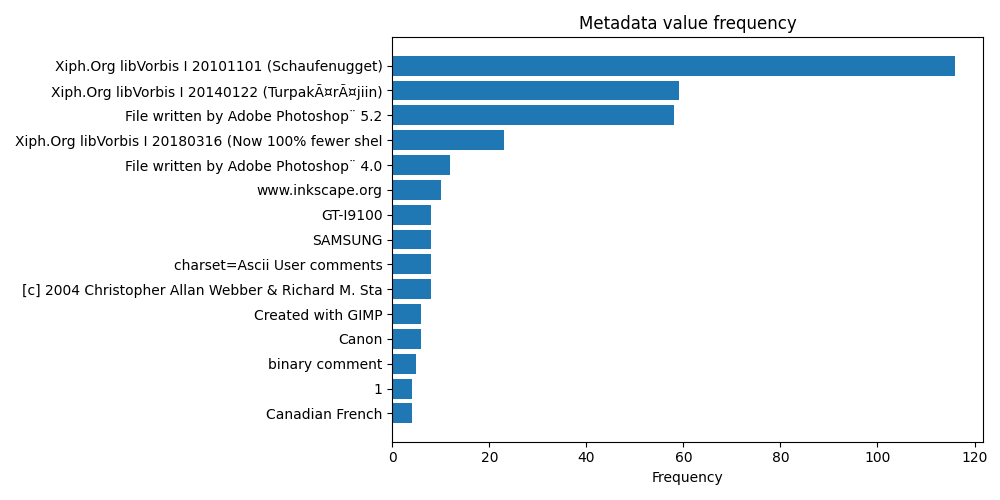 Metadata value frequency
Xiph.Org libVorbis I 20101101 (Schaufenugget)
Xiph.Org libVorbis I 20140122 (TurpakÃ¤rÃ¤jiin)
File written by Adobe Photoshop¨ 5.2
Xiph.Org libVorbis I 20180316 (Now 100% fewer shel
File written by Adobe Photoshop¨ 4.0
www.inkscape.org
GT-I9100
SAMSUNG
charset=Ascii User comments
[c] 2004 Christopher Allan Webber & Richard M. Sta
Created with GIMP
Canon
binary comment
1
Canadian French
0 20 40 60 80 100 120
Frequency